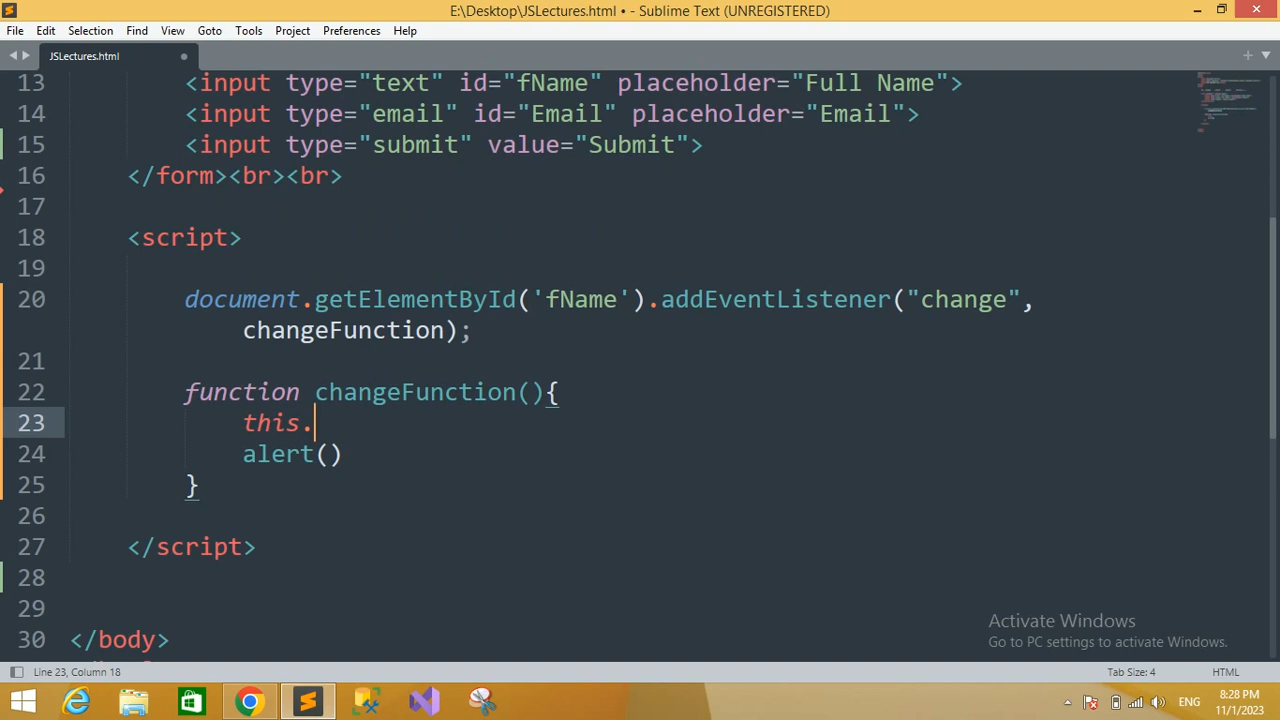 E:\Desktop\JSLectures.html • - Sublime Text (UNREGISTERED)
File Edit Selection Find View Goto Tools Project Preferences Help
JSLectures.html
13 <input type="text" id="fName" placeholder="Full Name">
14 <input type="email" id="Email" placeholder="Email">
15 <input type="submit" value="Submit">
16 </form><br><br>
17
18 <script>
19
20 document.getElementById('fName').addEventListener("change",
changeFunction);
21
22 function changeFunction(){
23 this.
24 alert()
25 }
26
27 </script>
28
29
30 </body>
Activate Windows
Go to PC settings to activate Windows.
Line 23, Column 18 Tab Size: 4 HTML
ENG 8:28 PM
11/1/2023